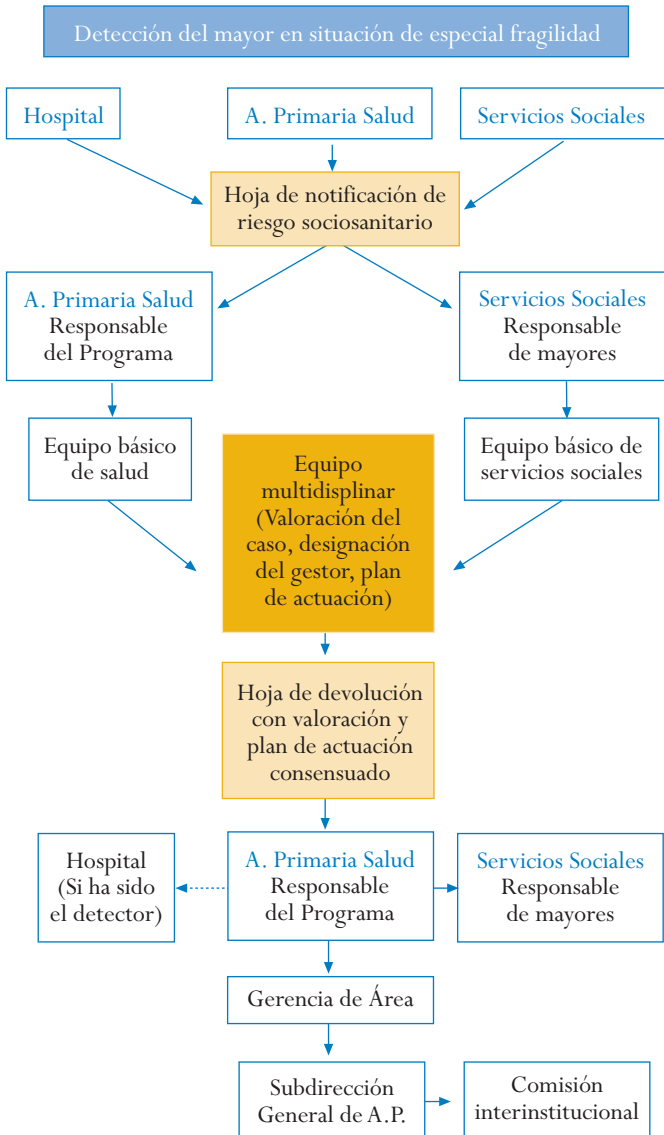 Detección del mayor en situación de especial fragilidad
Hospital
A. Primaria Salud
Servicios Sociales
Hoja de notificación de
riesgo sociosanitario
A. Primaria Salud
Responsable
del Programa
Servicios Sociales
Responsable
de mayores
Equipo básico
de salud
Equipo
multidisplinar
(Valoración del
caso, designación
del gestor, plan
de actuación)
Equipo básico de
servicios sociales
Hoja de devolución
con valoración y
plan de actuación
consensuado
Hospital
(Si ha sido
el detector)
A. Primaria Salud
Responsable
del Programa
Servicios Sociales
Responsable
de mayores
Gerencia de Área
Subdirección
General de A.P.
Comisión
interinstitucional